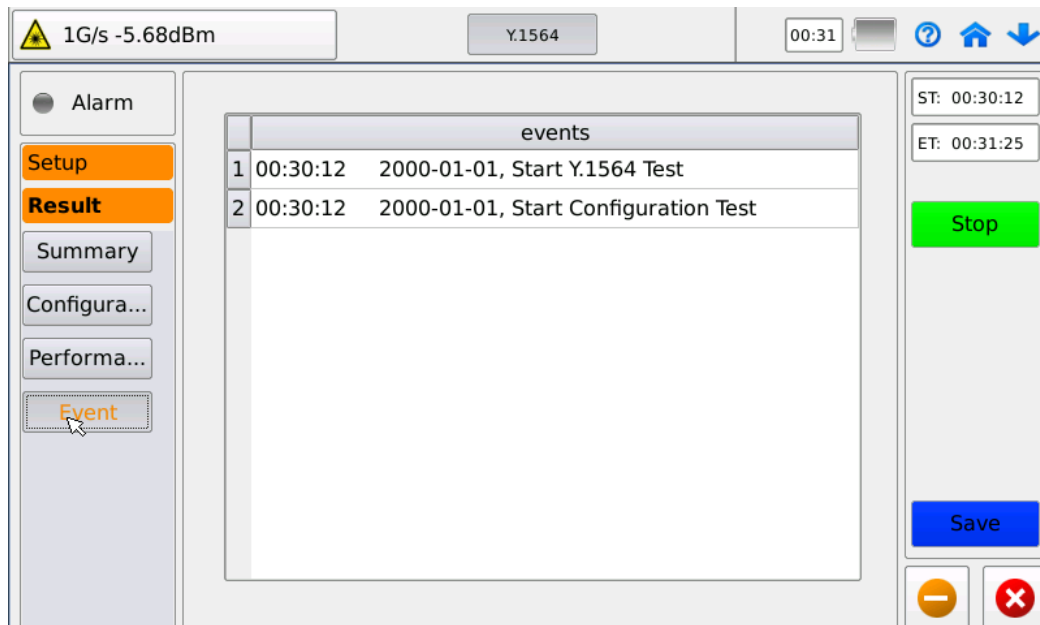 1G/s -5.68dBm
Y.1564
00:31
Alarm
Setup
Result
Summary
Configura...
Performa...
Event
events
1 00:30:12 2000-01-01, Start Y.1564 Test
2 00:30:12 2000-01-01, Start Configuration Test
ST: 00:30:12
ET: 00:31:25
Stop
Save